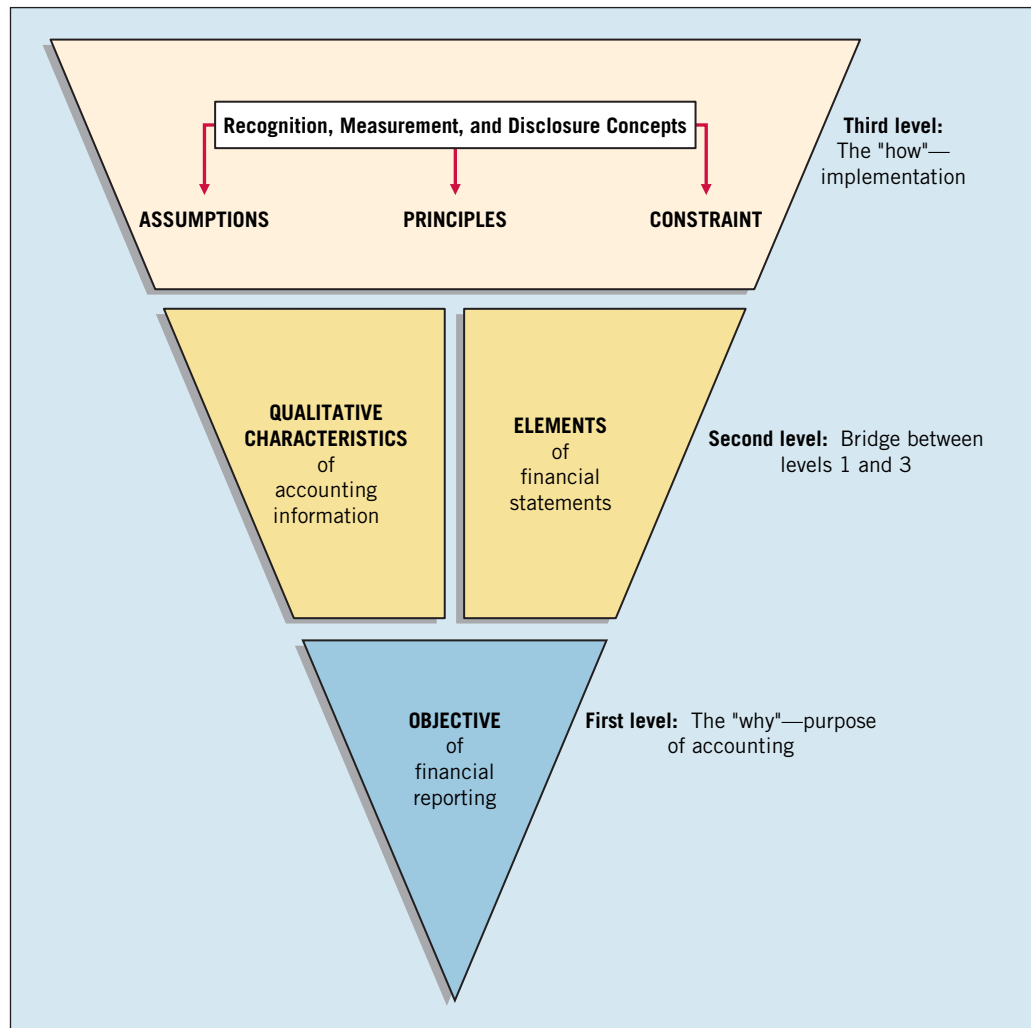 Recognition, Measurement, and Disclosure Concepts
ASSUMPTIONS
PRINCIPLES
CONSTRAINT
Third level:
The "how"—
implementation
QUALITATIVE
CHARACTERISTICS
of
accounting
information
ELEMENTS
of
financial
statements
Second level: Bridge between
levels 1 and 3
OBJECTIVE
of
financial
reporting
First level: The "why"—purpose
of accounting